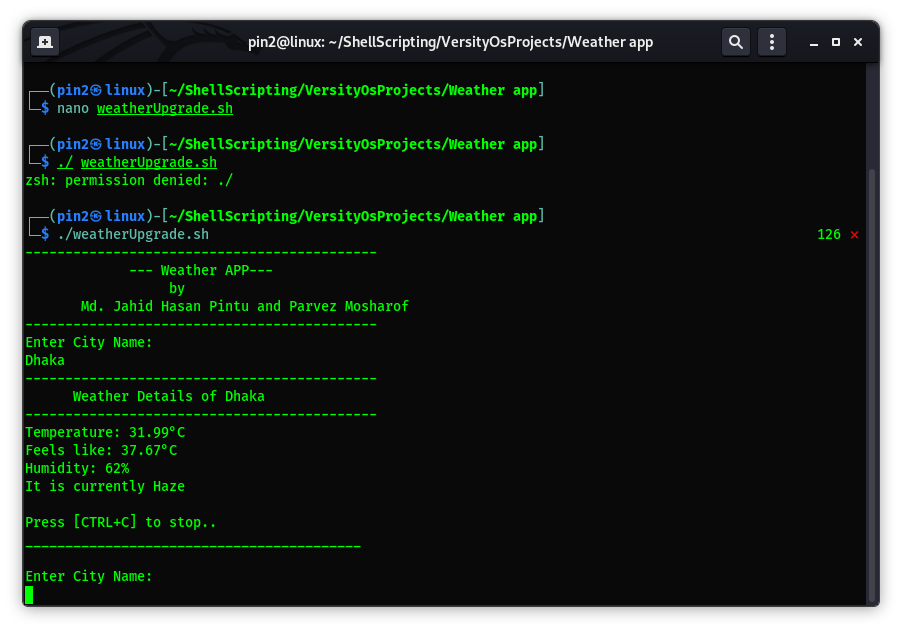 pin2@linux: ~/ShellScripting/VersityOsProjects/Weather app
┌──(pin2㉿linux)-[~/ShellScripting/VersityOsProjects/Weather app]
└─$ nano weatherUpgrade.sh
┌──(pin2㉿linux)-[~/ShellScripting/VersityOsProjects/Weather app]
└─$ ./ weatherUpgrade.sh
zsh: permission denied: ./
┌──(pin2㉿linux)-[~/ShellScripting/VersityOsProjects/Weather app]
└─$ ./weatherUpgrade.sh 126 ⨯
--------------------------------------------
--- Weather APP---
by
Md. Jahid Hasan Pintu and Parvez Mosharof
--------------------------------------------
Enter City Name:
Dhaka
--------------------------------------------
Weather Details of Dhaka
--------------------------------------------
Temperature: 31.99°C
Feels like: 37.67°C
Humidity: 62%
It is currently Haze
Press [CTRL+C] to stop..
__________________________________________
Enter City Name: